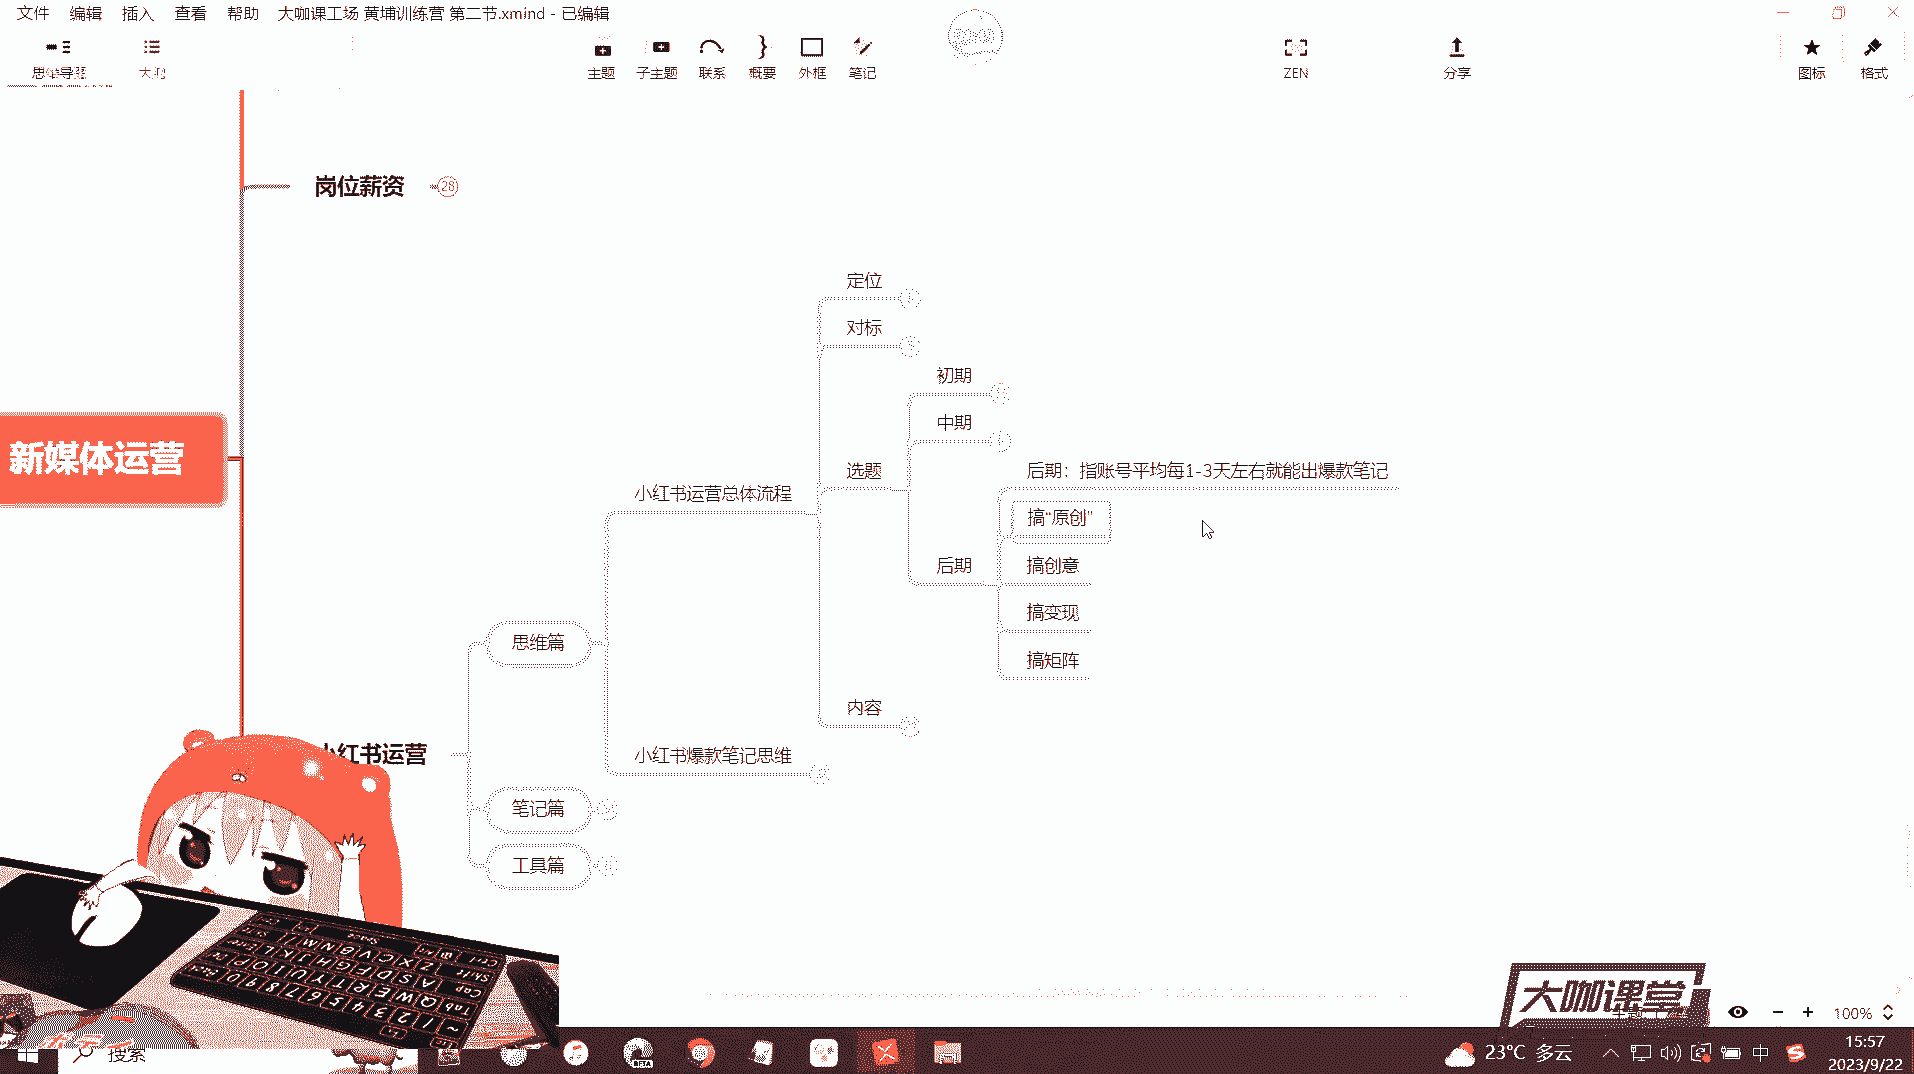 文件 编辑 插入 查看 帮助 大咖课工场 黄埔训练营 第二节.xmind - 已编辑
思维导图 大纲 主题 子主题 联系 概要 外框 笔记 ZEN 分享 图标 格式
岗位薪资 28
定位
对标
初期
中期
新媒体运营
选题
后期：指账号平均每1-3天左右就能出爆款笔记
小红书运营总体流程
搞“原创”
后期
搞创意
搞变现
思维篇
搞矩阵
内容
小红书运营
小红书爆款笔记思维
笔记篇
工具篇
大咖课堂
100%
搜索
BETA
23°C 多云
中
15:57
2023/9/22